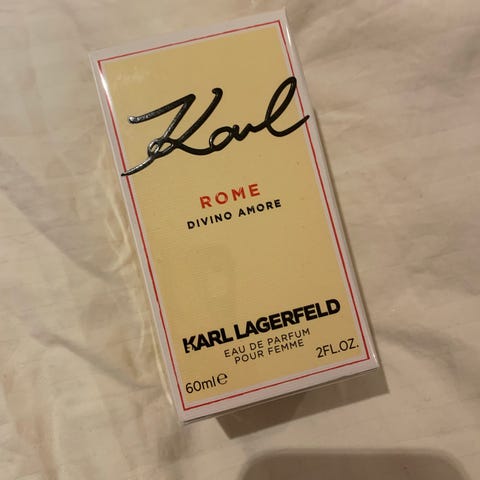 Karl
ROME
DIVINO AMORE
KARL LAGERFELD
EAU DE PARFUM
POUR FEMME
60ml℮
2FL.OZ.